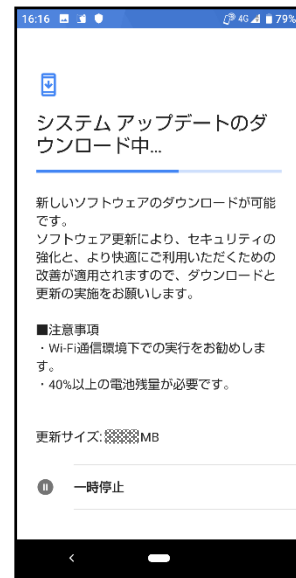 16:16 4G 79%
システム アップデートのダ
ウンロード中...
新しいソフトウェアのダウンロードが可能
です。
ソフトウェア更新により、セキュリティの
強化と、より快適にご利用いただくための
改善が適用されますので、ダウンロードと
更新の実施をお願いします。
■注意事項
・Wi-Fi通信環境下での実行をお勧めしま
す。
・40%以上の電池残量が必要です。
更新サイズ: MB
一時停止